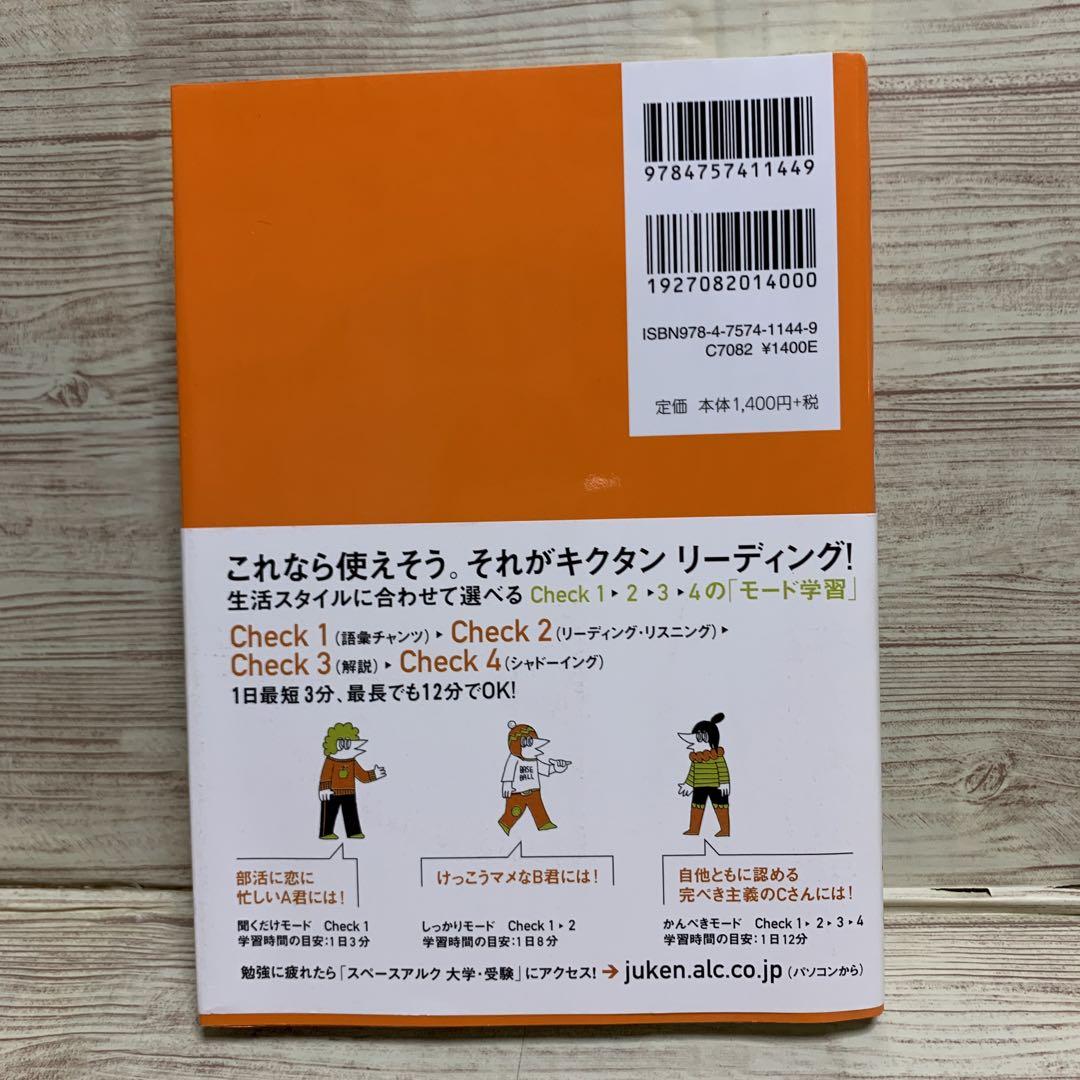 9784757411449
1927082014000
ISBN978-4-7574-1144-9
C7082 ¥1400E
定価 本体1,400円+税
これなら使えそう。それがキクタン リーディング!
生活スタイルに合わせて選べる Check 1▶2▶3▶4の「モード学習」
Check 1(語彙チャンツ)▶ Check 2(リーディング・リスニング)▶
Check 3(解説)▶ Check 4(シャドーイング)
1日最短3分、最長でも12分でOK!
BASE
BALL
部活に恋に
忙しいA君には!
聞くだけモード Check 1
学習時間の目安:1日3分
けっこうマメなB君には!
しっかりモード Check 1▶2
学習時間の目安:1日8分
自他ともに認める
完ぺき主義のCさんには!
かんぺきモード Check 1▶2▶3▶4
学習時間の目安:1日12分
勉強に疲れたら「スペースアルク 大学・受験」にアクセス!➔juken.alc.co.jp(パソコンから)